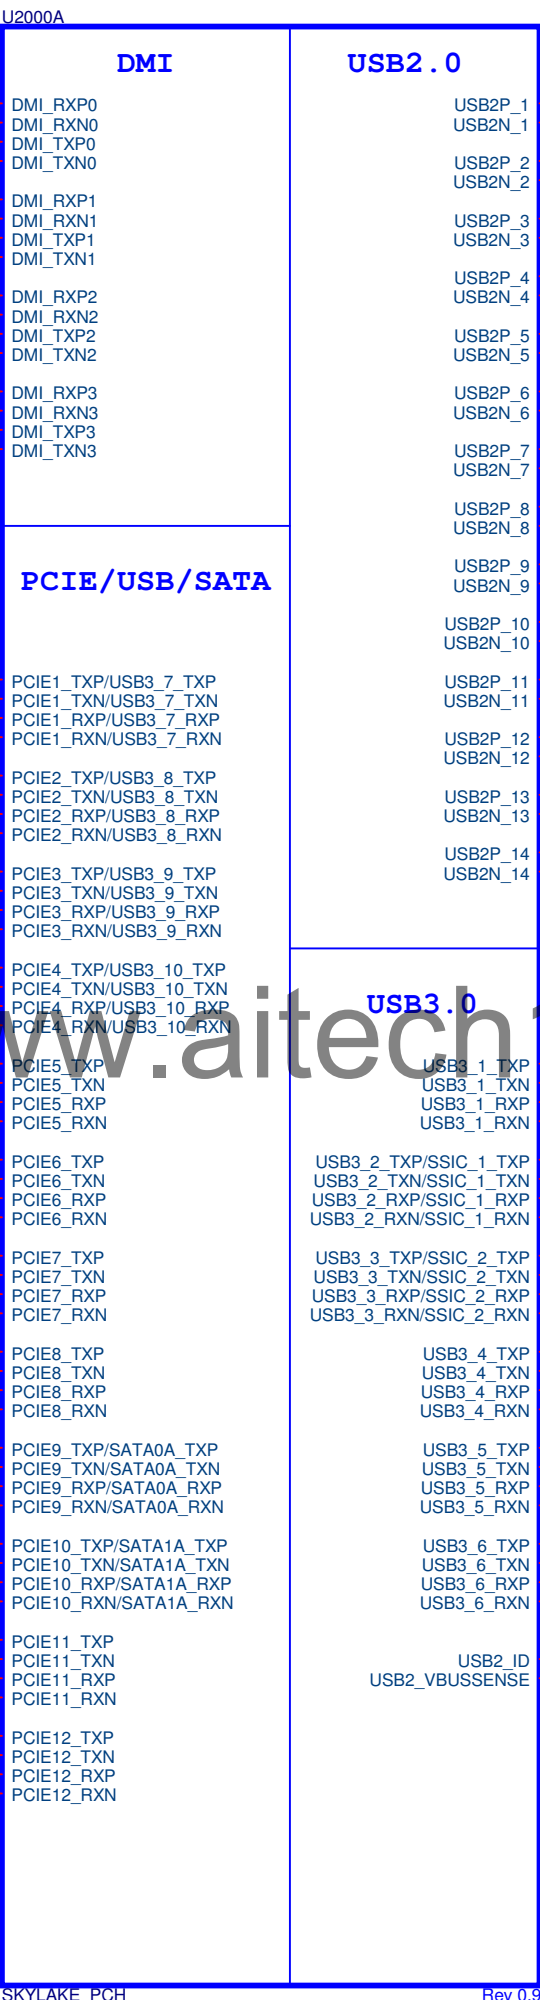 U2000A
DMI
DMI_RXP0
DMI_RXN0
DMI_TXP0
DMI_TXN0
DMI_RXP1
DMI_RXN1
DMI_TXP1
DMI_TXN1
DMI_RXP2
DMI_RXN2
DMI_TXP2
DMI_TXN2
DMI_RXP3
DMI_RXN3
DMI_TXP3
DMI_TXN3
PCIE/USB/SATA
PCIE1_TXP/USB3_7_TXP
PCIE1_TXN/USB3_7_TXN
PCIE1_RXP/USB3_7_RXP
PCIE1_RXN/USB3_7_RXN
PCIE2_TXP/USB3_8_TXP
PCIE2_TXN/USB3_8_TXN
PCIE2_RXP/USB3_8_RXP
PCIE2_RXN/USB3_8_RXN
PCIE3_TXP/USB3_9_TXP
PCIE3_TXN/USB3_9_TXN
PCIE3_RXP/USB3_9_RXP
PCIE3_RXN/USB3_9_RXN
PCIE4_TXP/USB3_10_TXP
PCIE4_TXN/USB3_10_TXN
PCIE4_RXP/USB3_10_RXP
PCIE4_RXN/USB3_10_RXN
PCIE5_TXP
PCIE5_TXN
PCIE5_RXP
PCIE5_RXN
PCIE6_TXP
PCIE6_TXN
PCIE6_RXP
PCIE6_RXN
PCIE7_TXP
PCIE7_TXN
PCIE7_RXP
PCIE7_RXN
PCIE8_TXP
PCIE8_TXN
PCIE8_RXP
PCIE8_RXN
PCIE9_TXP/SATA0A_TXP
PCIE9_TXN/SATA0A_TXN
PCIE9_RXP/SATA0A_RXP
PCIE9_RXN/SATA0A_RXN
PCIE10_TXP/SATA1A_TXP
PCIE10_TXN/SATA1A_TXN
PCIE10_RXP/SATA1A_RXP
PCIE10_RXN/SATA1A_RXN
PCIE11_TXP
PCIE11_TXN
PCIE11_RXP
PCIE11_RXN
PCIE12_TXP
PCIE12_TXN
PCIE12_RXP
PCIE12_RXN
USB2.0
USB2P_1
USB2N_1
USB2P_2
USB2N_2
USB2P_3
USB2N_3
USB2P_4
USB2N_4
USB2P_5
USB2N_5
USB2P_6
USB2N_6
USB2P_7
USB2N_7
USB2P_8
USB2N_8
USB2P_9
USB2N_9
USB2P_10
USB2N_10
USB2P_11
USB2N_11
USB2P_12
USB2N_12
USB2P_13
USB2N_13
USB2P_14
USB2N_14
USB3.0
USB3_1_TXP
USB3_1_TXN
USB3_1_RXP
USB3_1_RXN
USB3_2_TXP/SSIC_1_TXP
USB3_2_TXN/SSIC_1_TXN
USB3_2_RXP/SSIC_1_RXP
USB3_2_RXN/SSIC_1_RXN
USB3_3_TXP/SSIC_2_TXP
USB3_3_TXN/SSIC_2_TXN
USB3_3_RXP/SSIC_2_RXP
USB3_3_RXN/SSIC_2_RXN
USB3_4_TXP
USB3_4_TXN
USB3_4_RXP
USB3_4_RXN
USB3_5_TXP
USB3_5_TXN
USB3_5_RXP
USB3_5_RXN
USB3_6_TXP
USB3_6_TXN
USB3_6_RXP
USB3_6_RXN
USB2_ID
USB2_VBUSSENSE
SKYLAKE_PCH
Rev 0.9